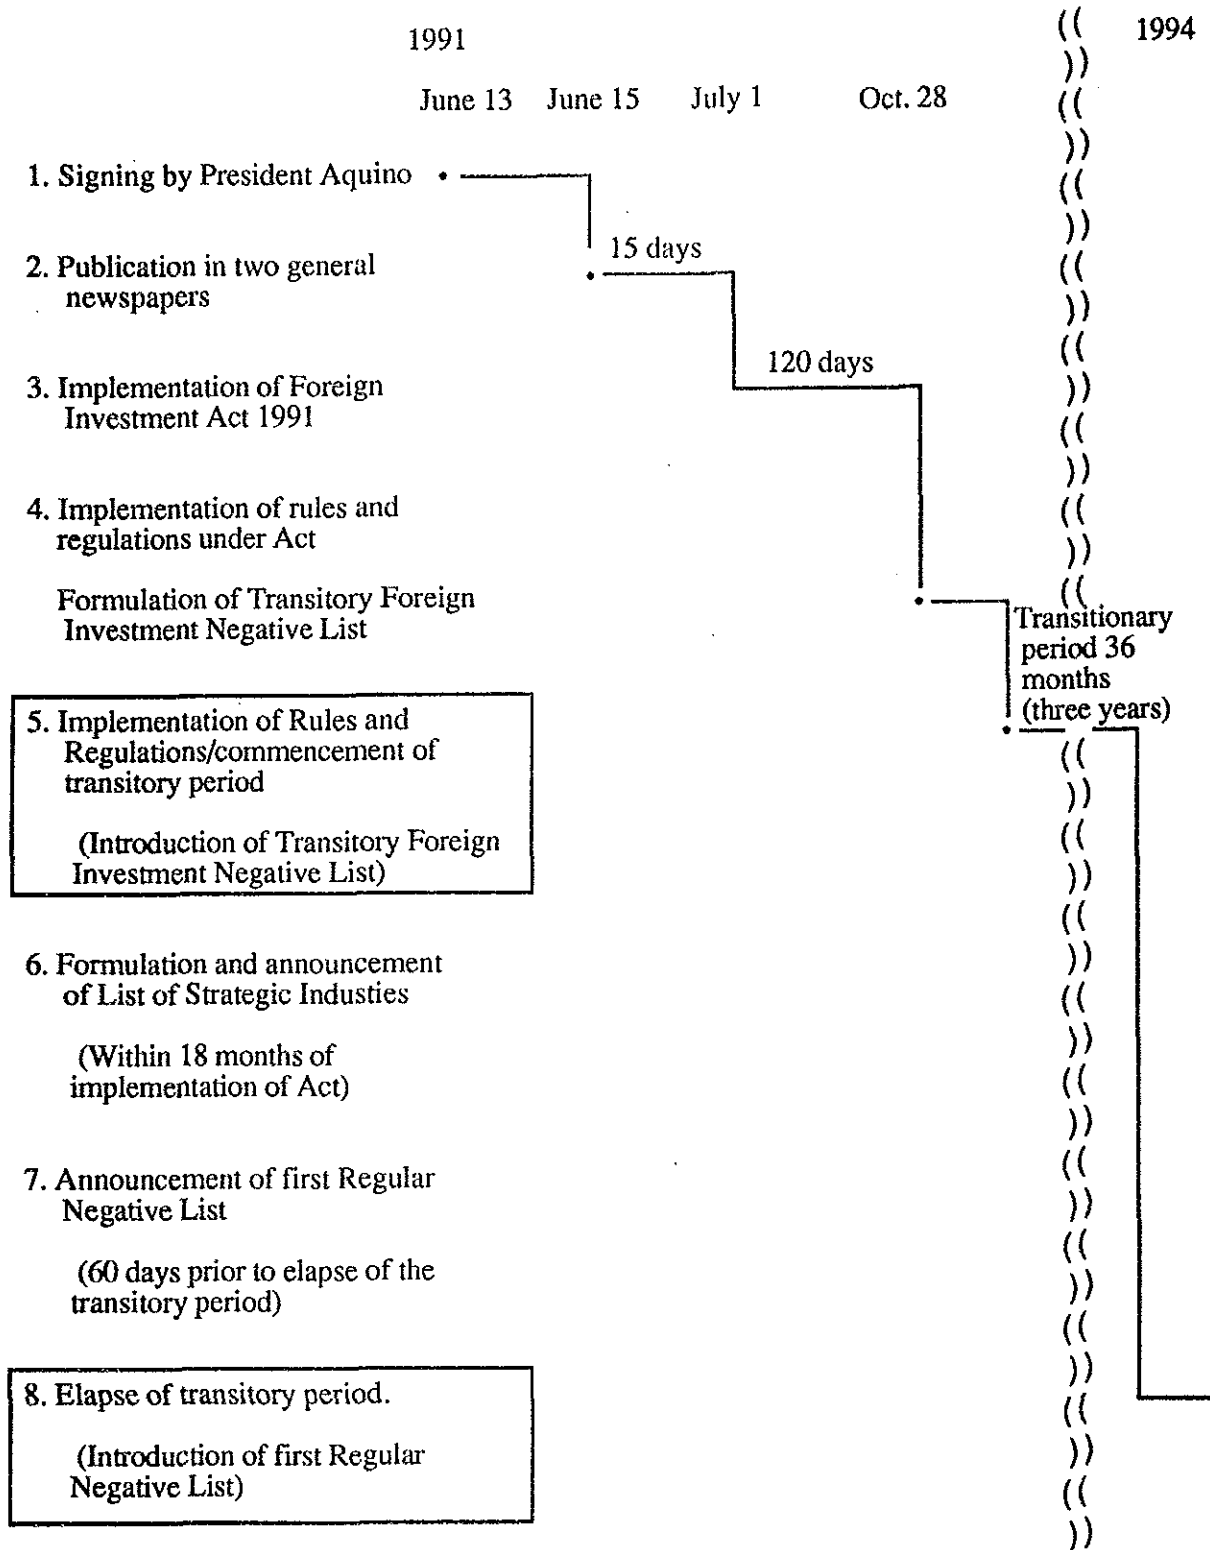 1991
1994
June 13 June 15 July 1 Oct. 28
1. Signing by President Aquino
15 days
2. Publication in two general
newspapers
120 days
3. Implementation of Foreign
Investment Act 1991
4. Implementation of rules and
regulations under Act
Formulation of Transitory Foreign
Investment Negative List
Transitionary
period 36
months
(three years)
5. Implementation of Rules and
Regulations/commencement of
transitory period
(Introduction of Transitory Foreign
Investment Negative List)
6. Formulation and announcement
of List of Strategic Industies
(Within 18 months of
implementation of Act)
7. Announcement of first Regular
Negative List
(60 days prior to elapse of the
transitory period)
8. Elapse of transitory period.
(Introduction of first Regular
Negative List)